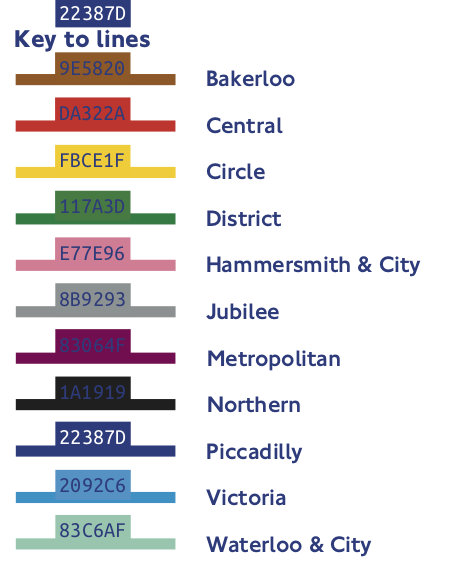 22387D
Key to lines
9E5820
Bakerloo
DA322A
Central
FBCE1F
Circle
117A3D
District
E77E96
Hammersmith & City
8B9293
Jubilee
83064F
Metropolitan
1A1919
Northern
22387D
Piccadilly
2092C6
Victoria
83C6AF
Waterloo & City